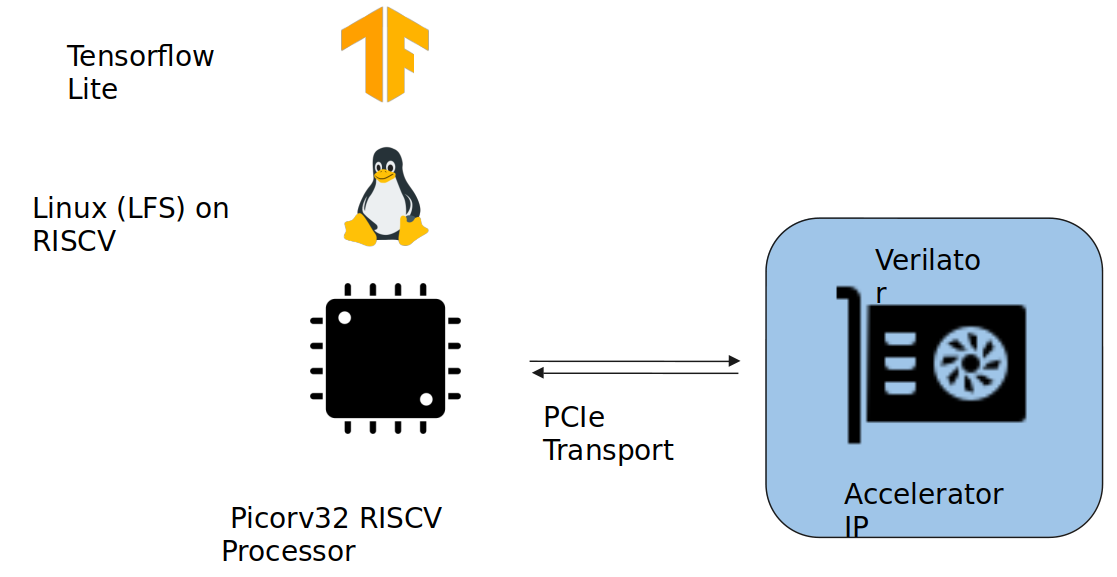 Tensorflow
Lite
Linux (LFS) on
RISCV
Verilato
r
PCIe
Transport
Accelerator
IP
Picorv32 RISCV
Processor